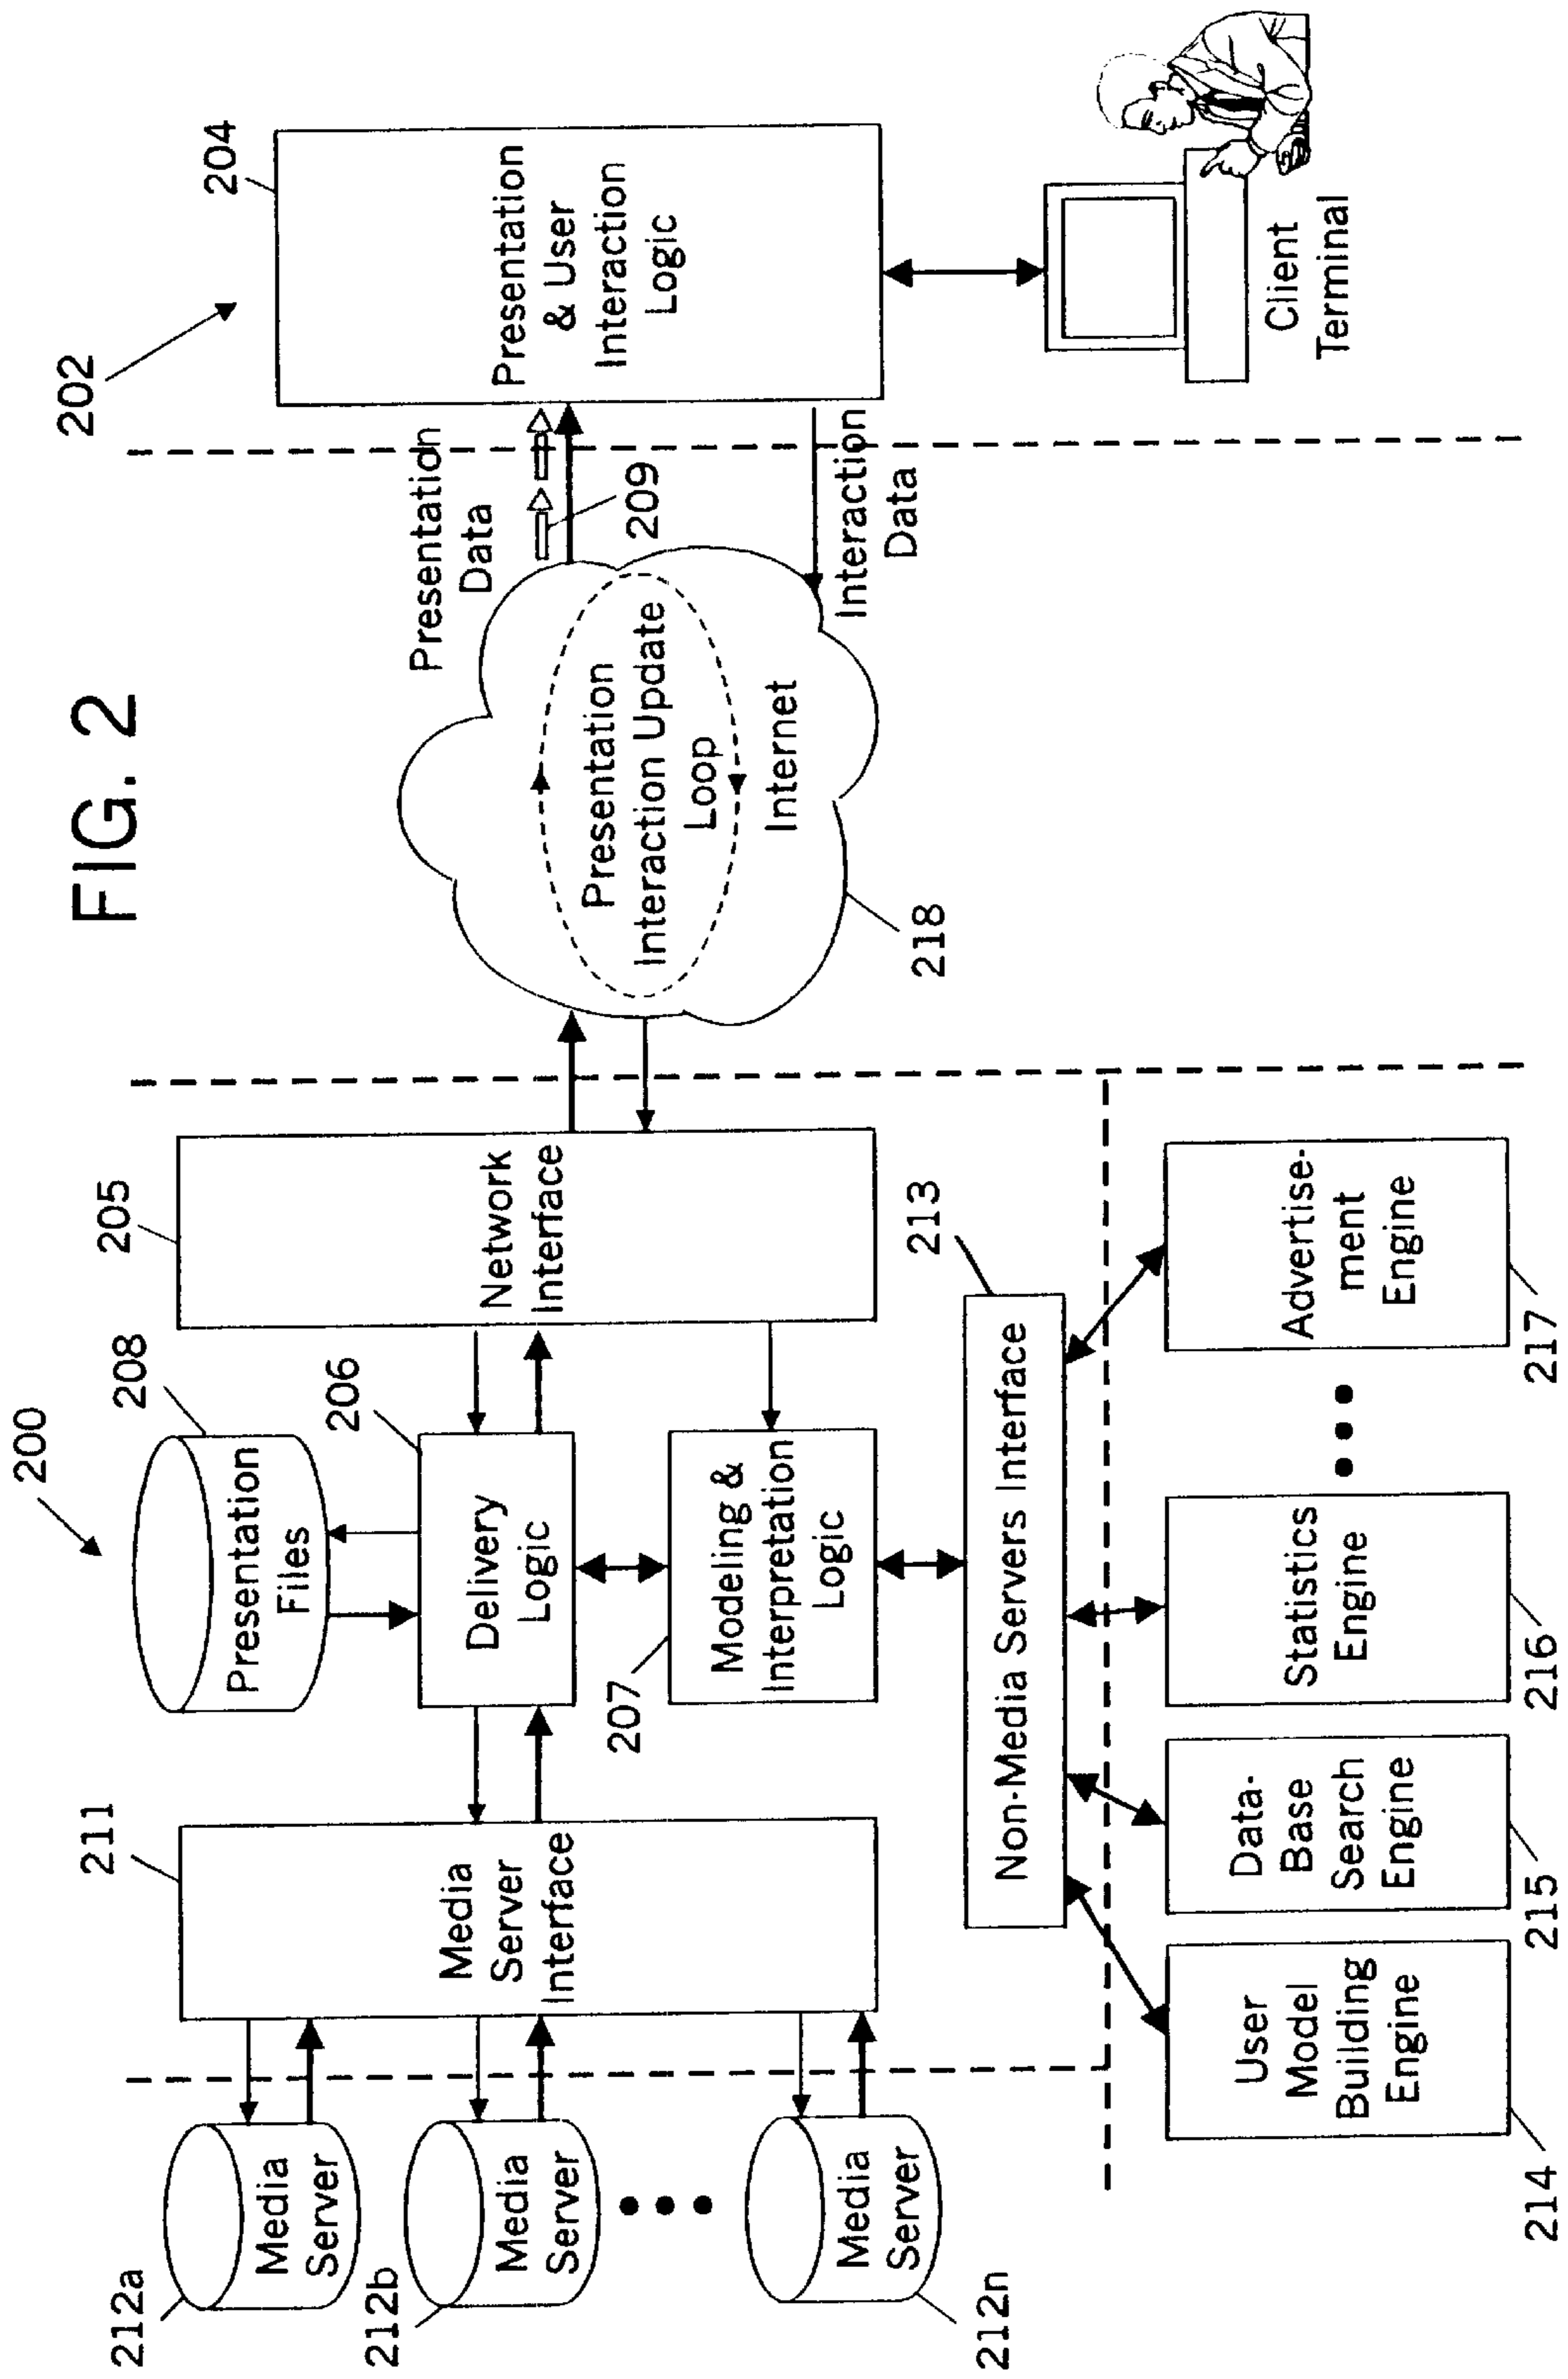 FIG. 2
200
202
211
208
205
204
212a
Media
Server
212b
Media
Server
212n
Media
Server
Media
Server
Interface
Presentation
Files
206
Delivery
Logic
207
Modeling &
Interpretation
Logic
Network
Interface
Presentation
Data
209
Presentation
Interaction Update
Loop
Internet
218
Interaction
Data
Presentation
& User
Interaction
Logic
Client
Terminal
213
Non-Media Servers Interface
User
Model
Building
Engine
214
Data-
Base
Search
Engine
215
Statistics
Engine
216
Advertise-
ment
Engine
217